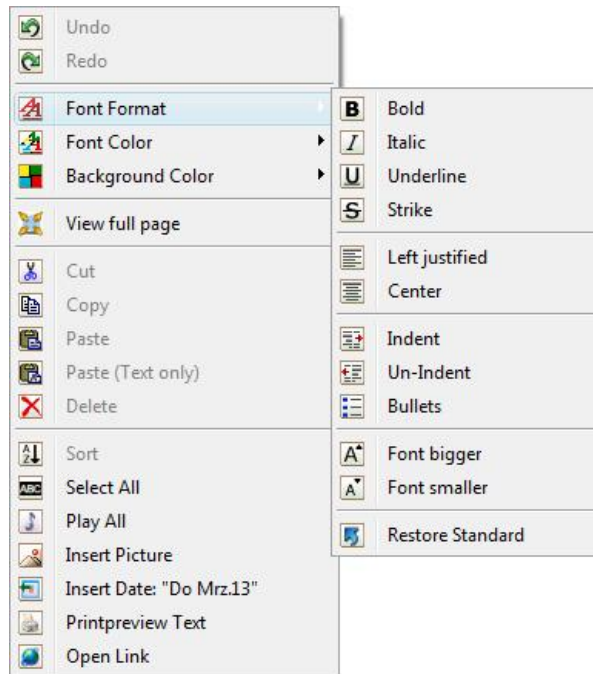 Undo
Redo
Font Format
Font Color
Background Color
View full page
Cut
Copy
Paste
Paste (Text only)
Delete
Sort
Select All
Play All
Insert Picture
Insert Date: "Do Mrz.13"
Printpreview Text
Open Link
Bold
Italic
Underline
Strike
Left justified
Center
Indent
Un-Indent
Bullets
Font bigger
Font smaller
Restore Standard